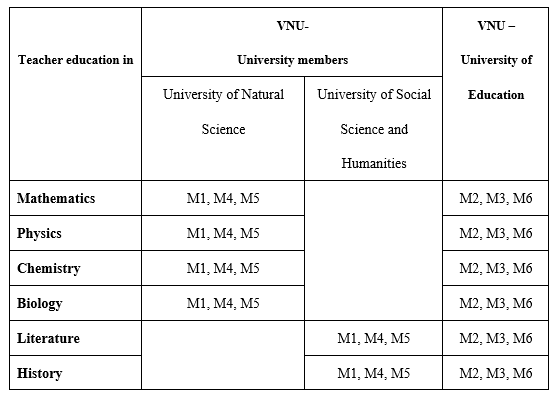 Teacher education in
VNU-
University members
VNU –
University of
Education
University of Natural
Science
University of Social
Science and
Humanities
Mathematics M1, M4, M5 M2, M3, M6
Physics M1, M4, M5 M2, M3, M6
Chemistry M1, M4, M5 M2, M3, M6
Biology M1, M4, M5 M2, M3, M6
Literature M1, M4, M5 M2, M3, M6
History M1, M4, M5 M2, M3, M6